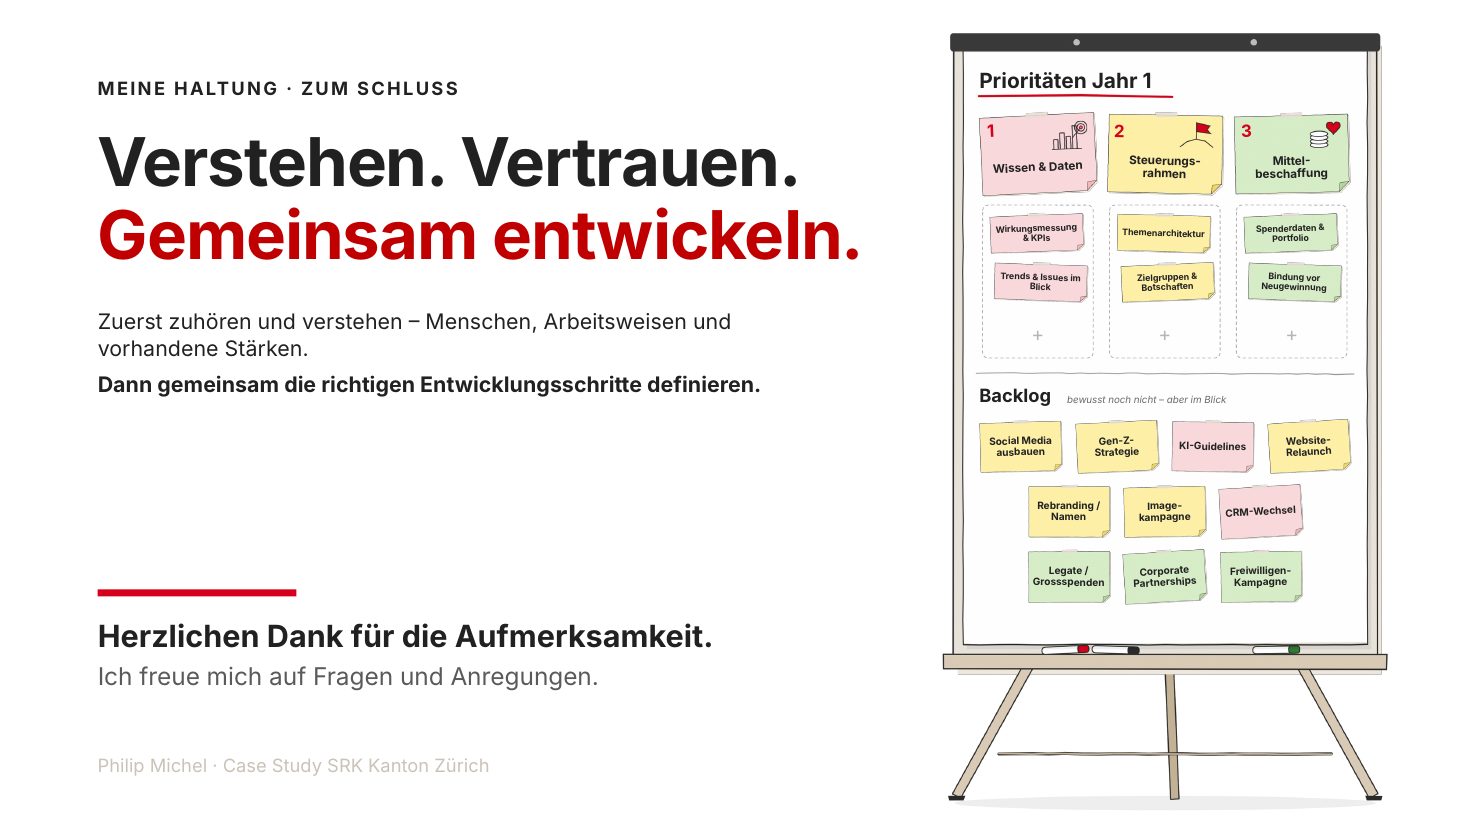 MEINE HALTUNG · ZUM SCHLUSS
Verstehen. Vertrauen.
Gemeinsam entwickeln.
Zuerst zuhören und verstehen – Menschen, Arbeitsweisen und
vorhandene Stärken.
Dann gemeinsam die richtigen Entwicklungsschritte definieren.
Herzlichen Dank für die Aufmerksamkeit.
Ich freue mich auf Fragen und Anregungen.
Philip Michel · Case Study SRK Kanton Zürich
Prioritäten Jahr 1
1
Wissen & Daten
2
Steuerungs-
rahmen
3
Mittel-
beschaffung
Wirkungsmessung
& KPIs
Themenarchitektur
Spenderdaten &
Portfolio
Trends & Issues im
Blick
Zielgruppen &
Botschaften
Bindung vor
Neugewinnung
+
+
+
Backlog
bewusst noch nicht – aber im Blick
Social Media
ausbauen
Gen-Z-
Strategie
KI-Guidelines
Website-
Relaunch
Rebranding /
Namen
Image-
kampagne
CRM-Wechsel
Legate /
Grossspenden
Corporate
Partnerships
Freiwilligen-
Kampagne